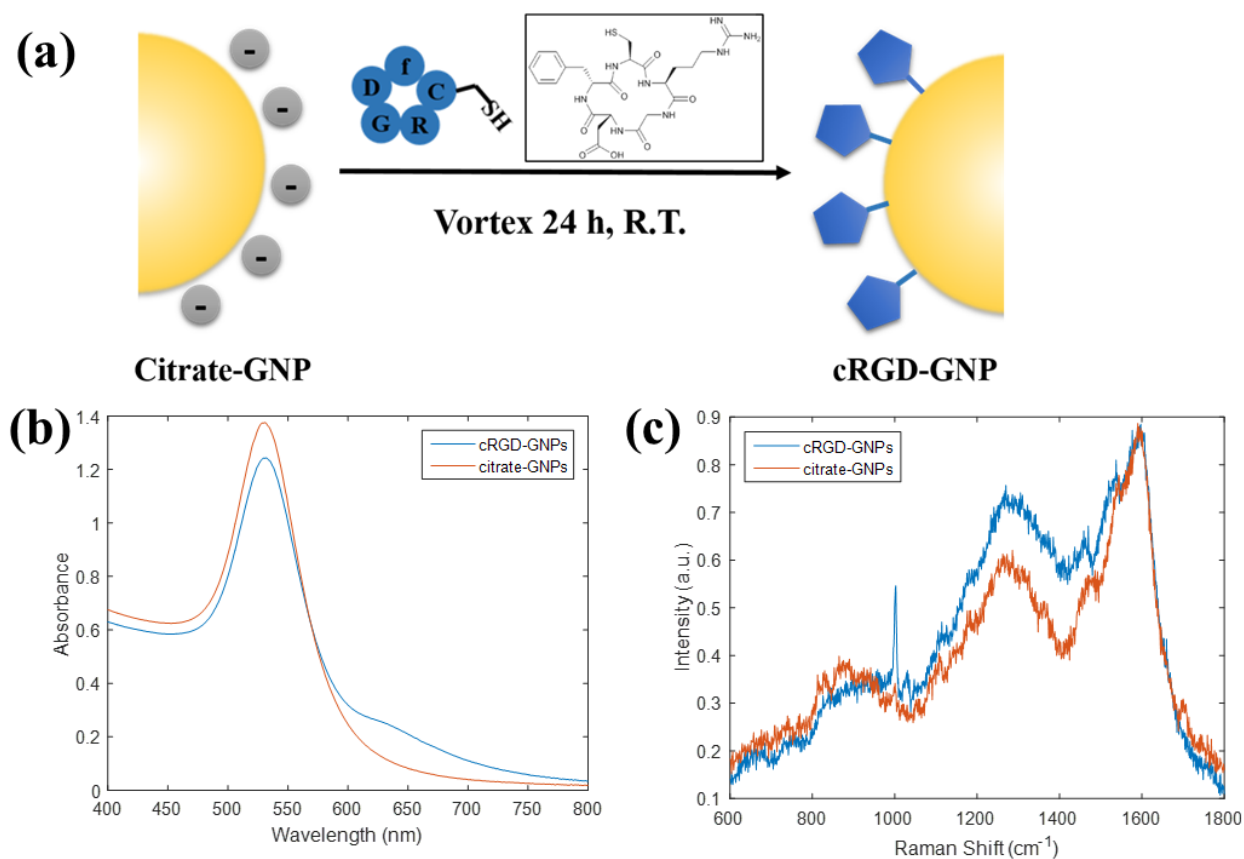 (a)
-
-
-
-
-
D
f
C
G
R
SH
HS
O
NH
NH
NH₂
HN
O
NH
O
NH
O
HN
O
NH
O
O
OH
Vortex 24 h, R.T.
Citrate-GNP
cRGD-GNP
(b)
cRGD-GNPs
citrate-GNPs
Absorbance
1.4
1.2
1
0.8
0.6
0.4
0.2
0
400 450 500 550 600 650 700 750 800
Wavelength (nm)
(c)
cRGD-GNPs
citrate-GNPs
Intensity (a.u.)
0.9
0.8
0.7
0.6
0.5
0.4
0.3
0.2
0.1
600 800 1000 1200 1400 1600 1800
Raman Shift (cm⁻¹)